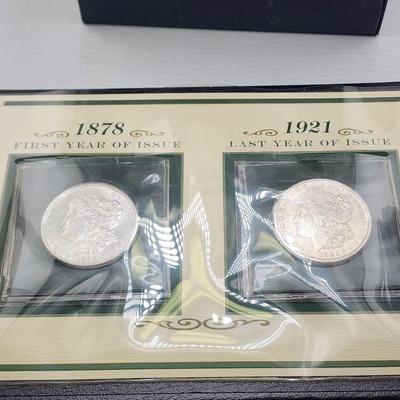 1878
FIRST YEAR OF ISSUE
1921
LAST YEAR OF ISSUE